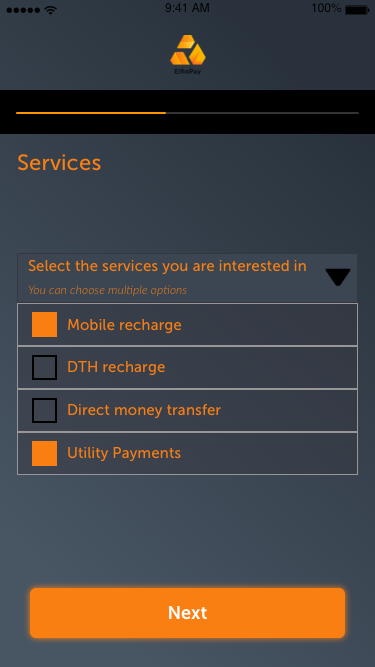 9:41 AM 100%
ElfinPay
Services
Select the services you are interested in
You can choose multiple options
Mobile recharge
DTH recharge
Direct money transfer
Utility Payments
Next